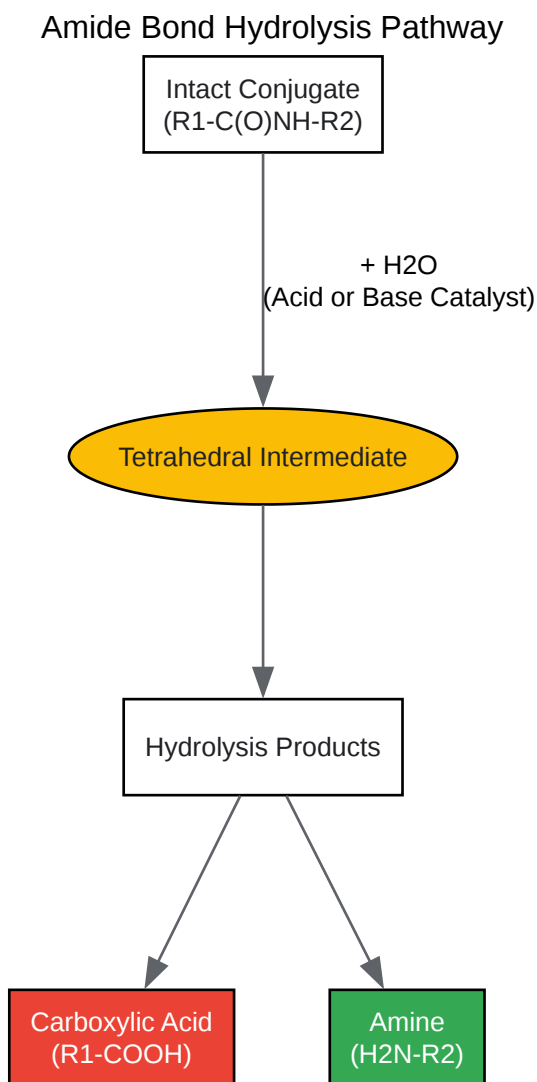 Amide Bond Hydrolysis Pathway
Intact Conjugate
(R1-C(O)NH-R2)
+ H2O
(Acid or Base Catalyst)
Tetrahedral Intermediate
Hydrolysis Products
Carboxylic Acid
(R1-COOH)
Amine
(H2N-R2)